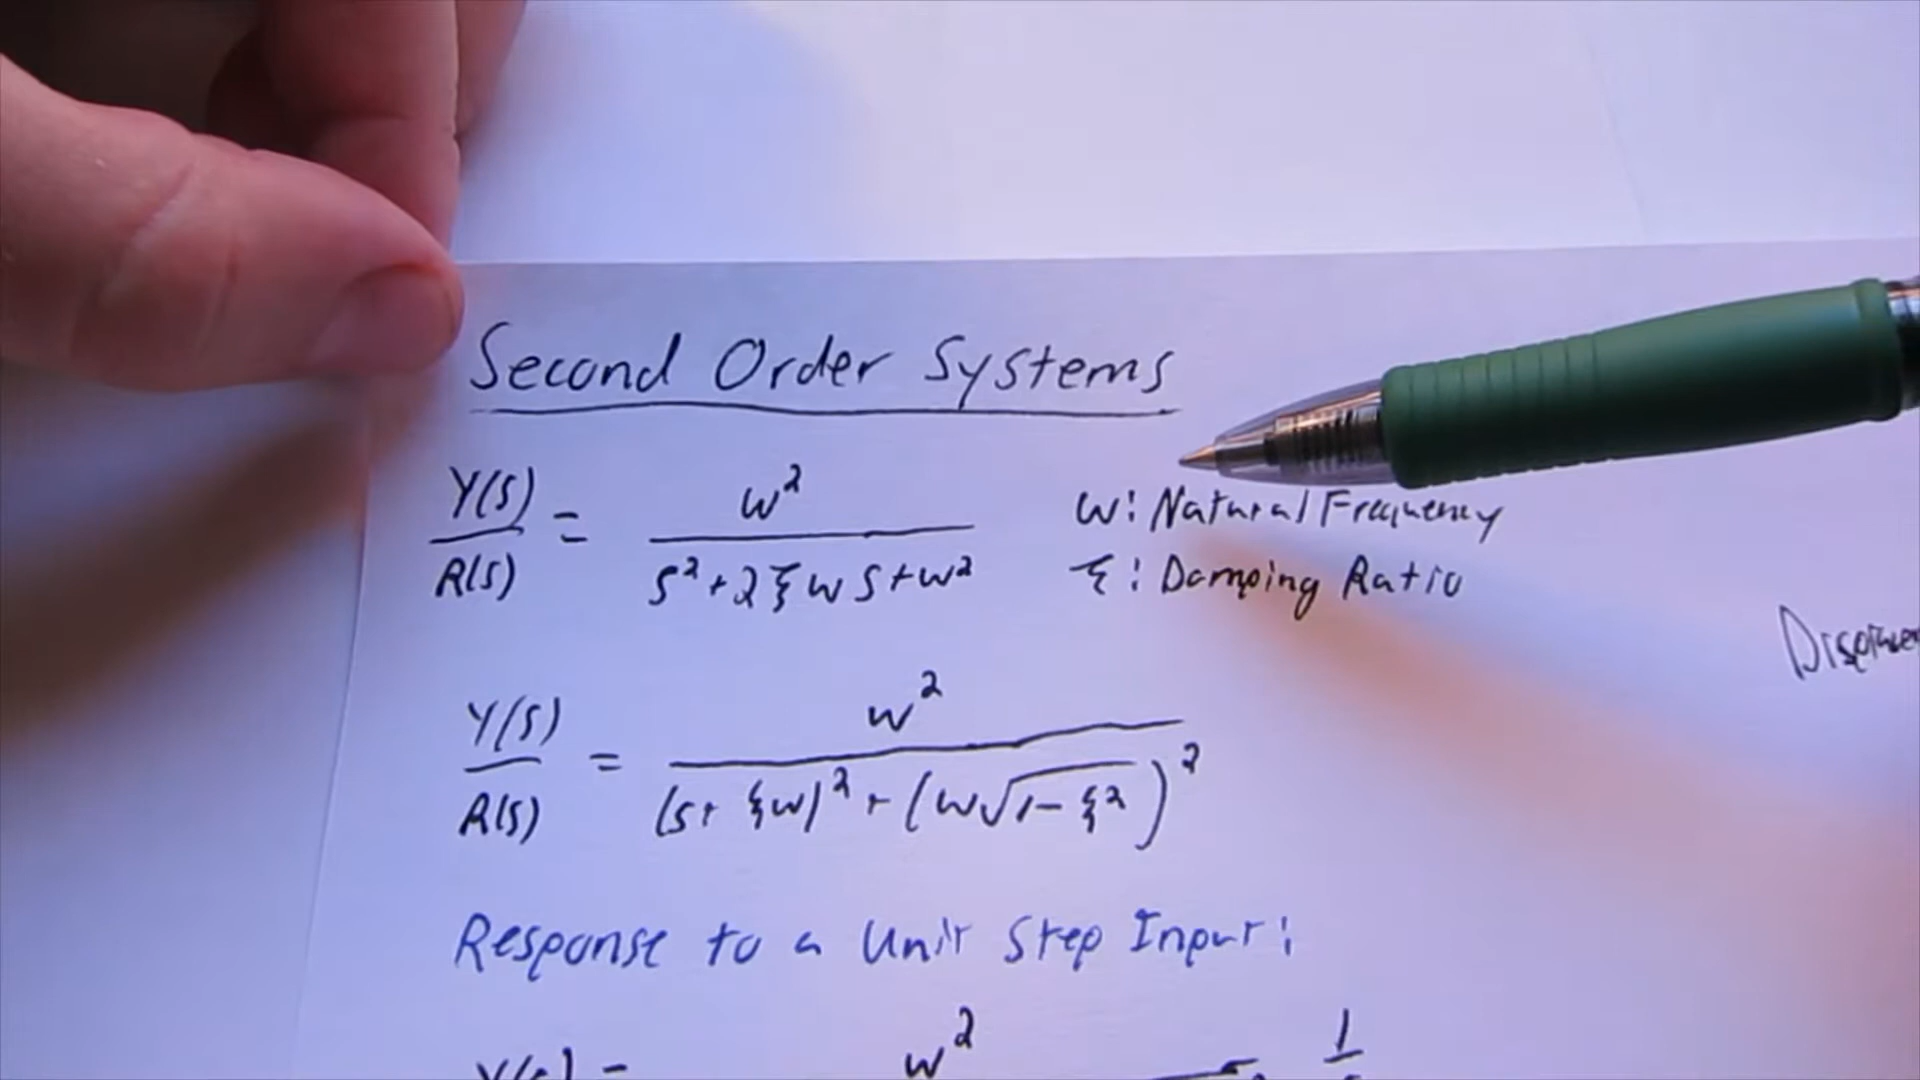 Second Order Systems
Y(s)/R(s) = w²/(s²+2ξws+w²)
w: Natural Frequency
ξ: Damping Ratio
Y(s)/R(s) = w²/((s+ξw)²+(w√1-ξ²)²)
Response to a Unit Step Input:
w² 1